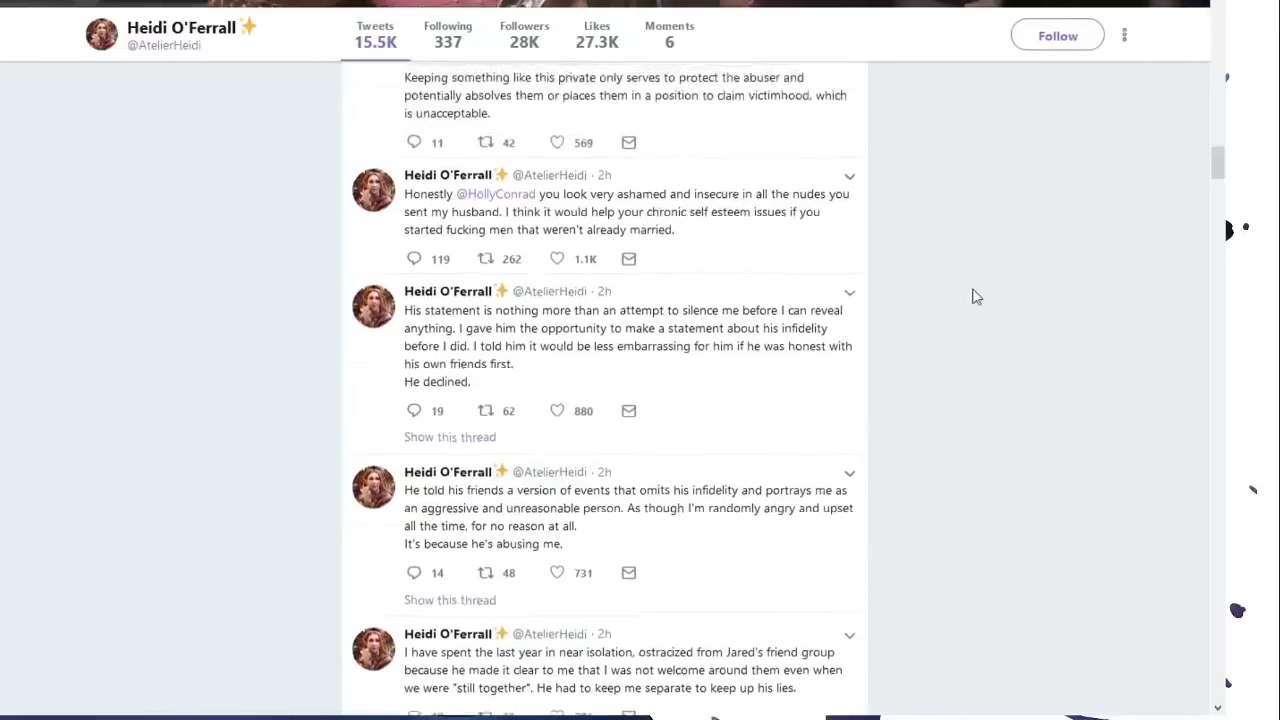 Heidi O'Ferrall✨
@AtelierHeidi
Tweets Following Followers Likes Moments
15.5K 337 28K 27.3K 6
Follow
Keeping something like this private only serves to protect the abuser and
potentially absolves them or places them in a position to claim victimhood, which
is unacceptable.
11 42 569
Heidi O'Ferrall✨ @AtelierHeidi · 2h
Honestly @HollyConrad you look very ashamed and insecure in all the nudes you
sent my husband. I think it would help your chronic self esteem issues if you
started fucking men that weren't already married.
119 262 1.1K
Heidi O'Ferrall✨ @AtelierHeidi · 2h
His statement is nothing more than an attempt to silence me before I can reveal
anything. I gave him the opportunity to make a statement about his infidelity
before I did. I told him it would be less embarrassing for him if he was honest with
his own friends first.
He declined.
19 62 880
Show this thread
Heidi O'Ferrall✨ @AtelierHeidi · 2h
He told his friends a version of events that omits his infidelity and portrays me as
an aggressive and unreasonable person. As though I'm randomly angry and upset
all the time, for no reason at all.
It's because he's abusing me.
14 48 731
Show this thread
Heidi O'Ferrall✨ @AtelierHeidi · 2h
I have spent the last year in near isolation, ostracized from Jared's friend group
because he made it clear to me that I was not welcome around them even when
we were "still together". He had to keep me separate to keep up his lies.